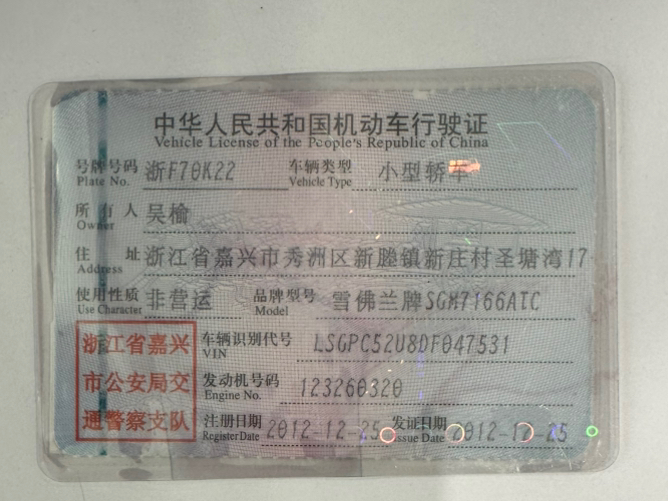 中华人民共和国机动车行驶证
Vehicle License of the People's Republic of China
号牌号码 浙F70K22 车辆类型 小型轿车
Plate No. Vehicle Type
所有人 吴榆
Owner
住址 浙江省嘉兴市秀洲区新塍镇新庄村圣塘湾17
Address
使用性质 非营运 品牌型号 雪佛兰牌SGM7166ATC
Use Character Model
浙江省嘉兴 车辆识别代号 LSGPC52U8DF047531
VIN
市公安局交 发动机号码 123260320
Engine No.
通警察支队 注册日期 2012-12-25 发证日期 2012-12-25
Register Date Issue Date